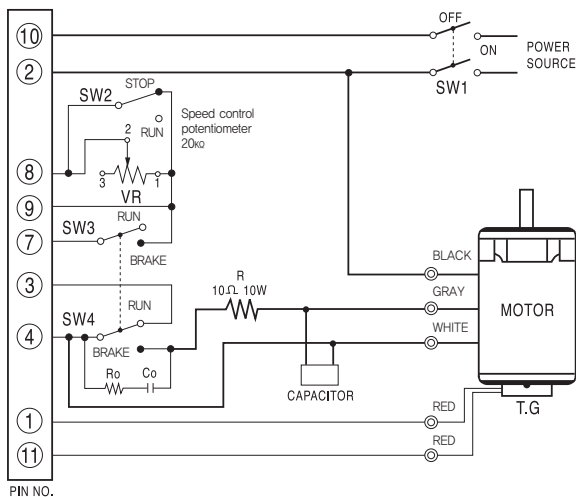 OFF
10
ON
POWER
SOURCE
2
SW1
STOP
SW2
Speed control
potentiometer
20KΩ
RUN
2
8
3
1
VR
9
RUN
SW3
7
BRAKE
BLACK
3
R
10Ω 10W
GRAY
MOTOR
RUN
SW4
WHITE
4
BRAKE
Ro
Co
CAPACITOR
RED
T.G
1
RED
11
PIN NO.